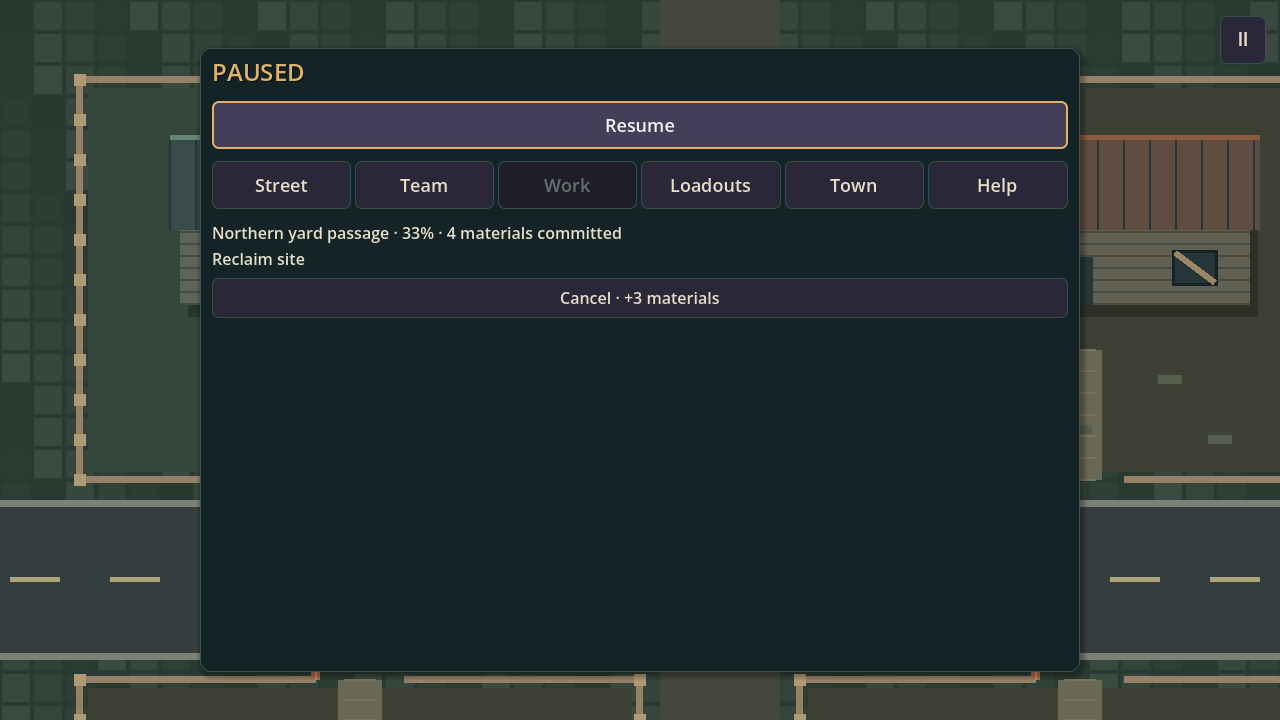 PAUSED
Resume
Street Team Work Loadouts Town Help
Northern yard passage · 33% · 4 materials committed
Reclaim site
Cancel · +3 materials